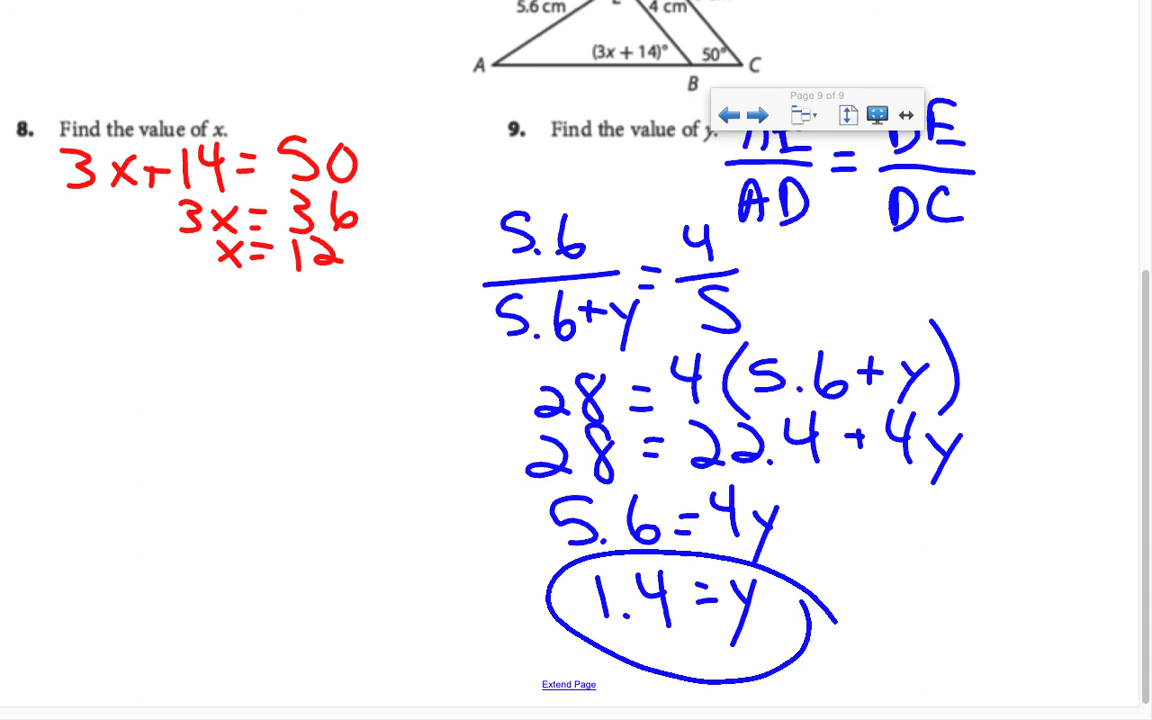 5.6 cm
4 cm
(3x + 14)°
50°
A
C
B
Page 9 of 9
8. Find the value of x.
3x+14=50
3x=36
x=12
9. Find the value of y.
AD = DE
DC
5.6 = 4
5.6+y 5
28 = 4(5.6+y)
28 = 22.4 + 4y
5.6=4y
1.4=y
Extend Page